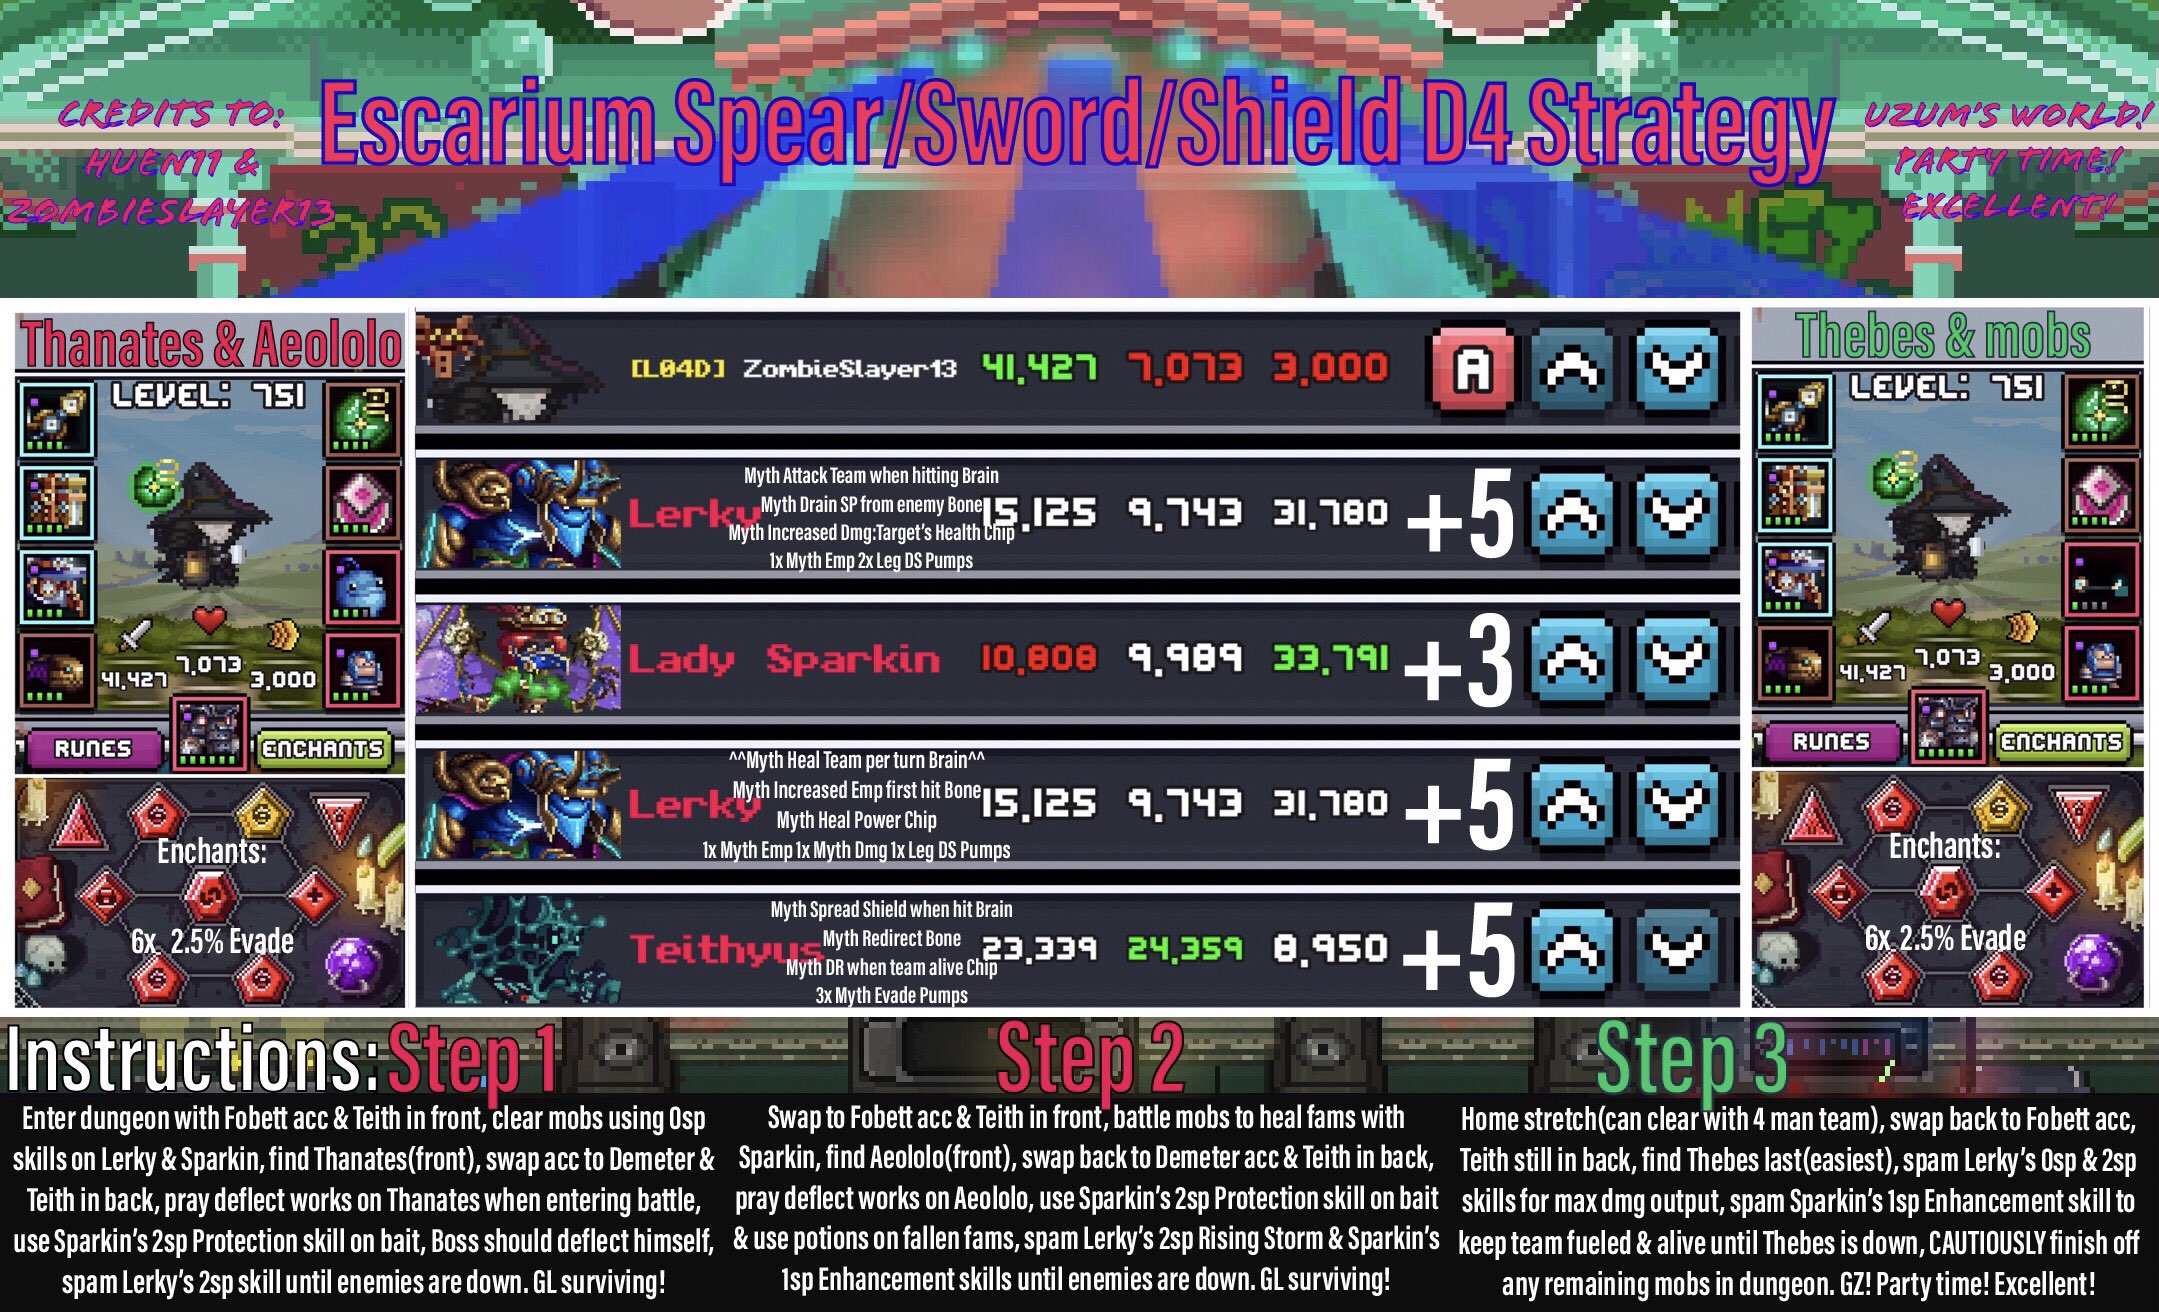 CREDITS TO:
HUEN11 &
ZOMBIESLAYER13
Escarium Spear/Sword/Shield D4 Strategy
UZUM'S WORLD!
PARTY TIME!
EXCELLENT!
Thanates & Aeololo
LEVEL: 751
41,427 7,073 3,000
RUNES
ENCHANTS
Enchants:
6x 2.5% Evade
[L04D] ZombieSlayer13 41,427 7,073 3,000 A
Myth Attack Team when hitting Brain
Myth Drain SP from enemy Bone
Myth Increased Dmg:Target's Health Chip
1x Myth Emp 2x Leg DS Pumps
Lerky 15,125 9,743 31,780 +5
Lady Sparkin 10,808 9,989 33,791 +3
^^Myth Heal Team per turn Brain^^
Myth Increased Emp first hit Bone
Myth Heal Power Chip
1x Myth Emp 1x Myth Dmg 1x Leg DS Pumps
Lerky 15,125 9,743 31,780 +5
Myth Spread Shield when hit Brain
Myth Redirect Bone
Myth DR when team alive Chip
3x Myth Evade Pumps
Teithyus 23,339 24,359 8,950 +5
Thebes & mobs
LEVEL: 751
41,427 7,073 3,000
RUNES
ENCHANTS
Enchants:
6x 2.5% Evade
Instructions: Step 1
Enter dungeon with Fobett acc & Teith in front, clear mobs using 0sp
skills on Lerky & Sparkin, find Thanates(front), swap acc to Demeter &
Teith in back, pray deflect works on Thanates when entering battle,
use Sparkin's 2sp Protection skill on bait, Boss should deflect himself,
spam Lerky's 2sp skill until enemies are down. GL surviving!
Step 2
Swap to Fobett acc & Teith in front, battle mobs to heal fams with
Sparkin, find Aeololo(front), swap back to Demeter acc & Teith in back,
pray deflect works on Aeololo, use Sparkin's 2sp Protection skill on bait
& use potions on fallen fams, spam Lerky's 2sp Rising Storm & Sparkin's
1sp Enhancement skills until enemies are down. GL surviving!
Step 3
Home stretch(can clear with 4 man team), swap back to Fobett acc,
Teith still in back, find Thebes last(easiest), spam Lerky's 0sp & 2sp
skills for max dmg output, spam Sparkin's 1sp Enhancement skill to
keep team fueled & alive until Thebes is down, CAUTIOUSLY finish off
any remaining mobs in dungeon. GZ! Party time! Excellent!